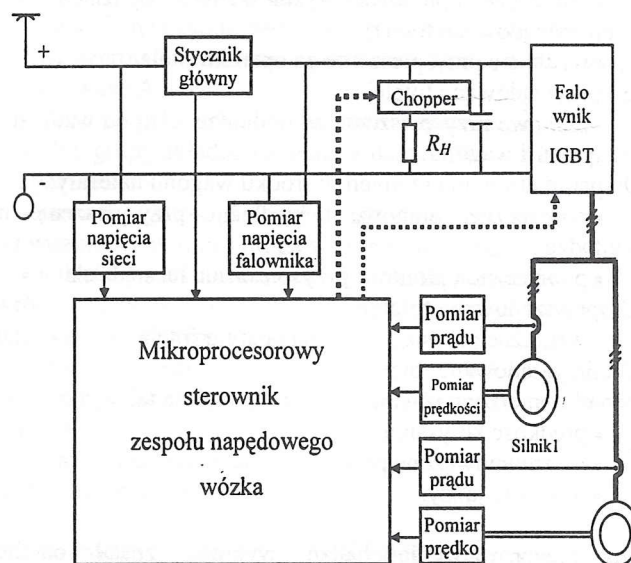 +
Stycznik
główny
Chopper
R_H
Falo
wnik
IGBT
Pomiar
napięcia
sieci
Pomiar
napięcia
falownika
Mikroprocesorowy
sterownik
zespołu napędowego
wózka
Pomiar
prądu
Pomiar
prędkości
Silnik1
Pomiar
prądu
Pomiar
prędko